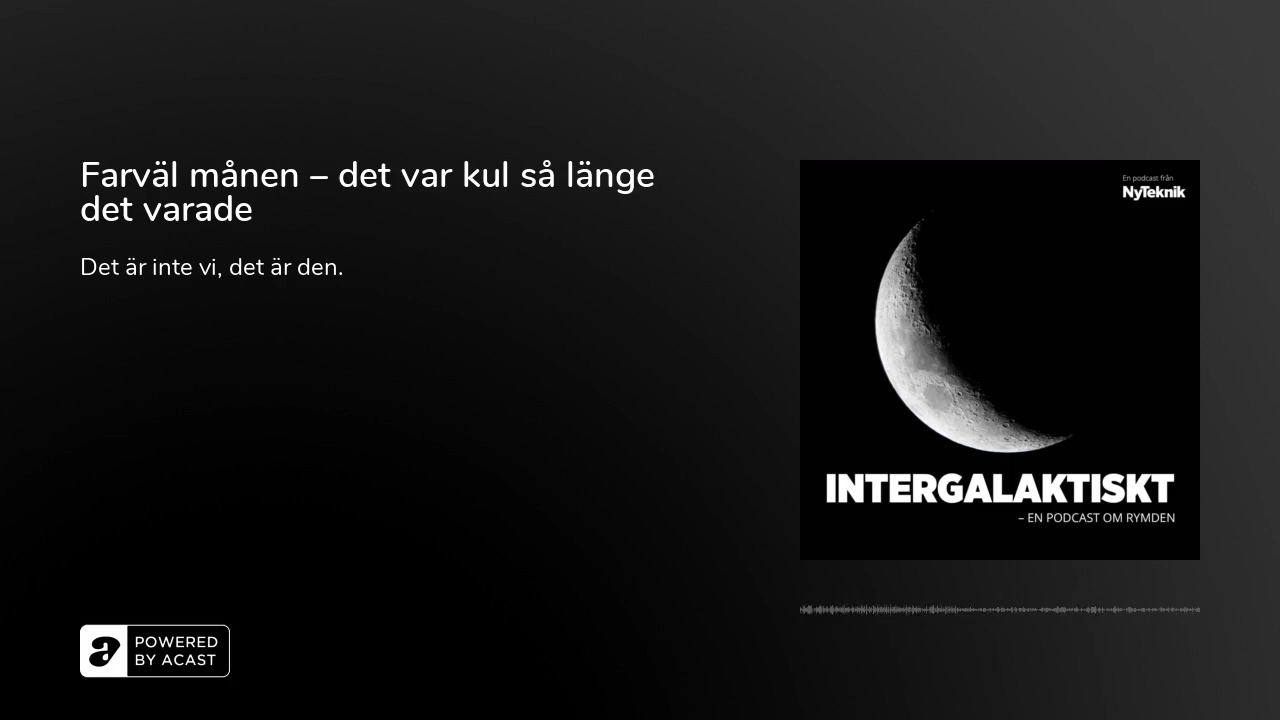 Farväl månen – det var kul så länge
det varade
Det är inte vi, det är den.
En podcast från
NyTeknik
INTERGALAKTISKT
– EN PODCAST OM RYMDEN
a POWERED
BY ACAST